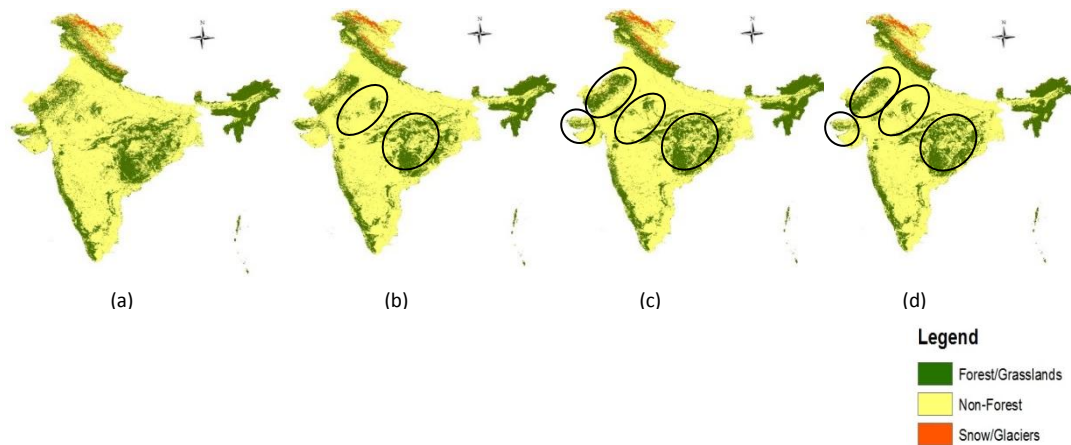 N
N
N
N
(a)
(b)
(c)
(d)
Legend
Forest/Grasslands
Non-Forest
Snow/Glaciers